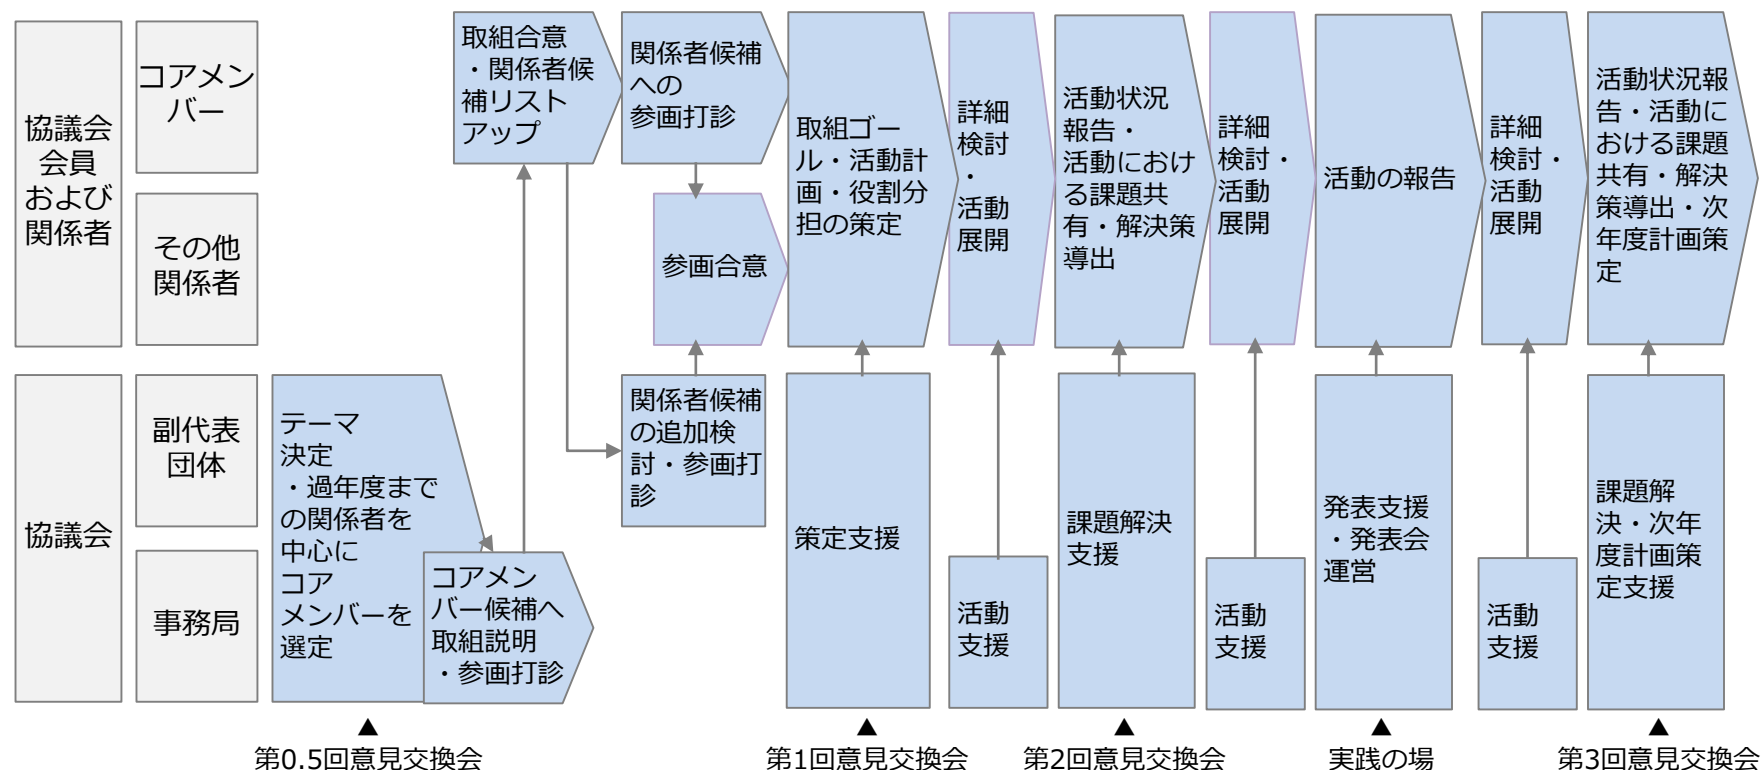 協議会
会員
および
関係者
コアメン
バー
その他
関係者
取組合意
・関係者候
補リスト
アップ
関係者候補
への
参画打診
参画合意
取組ゴー
ル・活動計
画・役割分
担の策定
詳細
検討
・
活動
展開
活動状況
報告・
活動におけ
る課題共
有・解決策
導出
詳細
検討・
活動
展開
活動の報告
詳細
検討・
活動
展開
活動状況報
告・活動に
おける課題
共有・解決
策導出・次
年度計画策
定
協議会
副代表
団体
事務局
テーマ
決定
・過年度まで
の関係者を
中心に
コア
メンバーを
選定
コアメン
バー候補へ
取組説明
・参画打診
関係者候補
の追加検
討・参画打
診
策定支援
活動
支援
課題解決
支援
活動
支援
発表支援
・発表会
運営
活動
支援
課題解
決・次年
度計画策
定支援
▲
第0.5回意見交換会
▲
第1回意見交換会
▲
第2回意見交換会
▲
実践の場
▲
第3回意見交換会